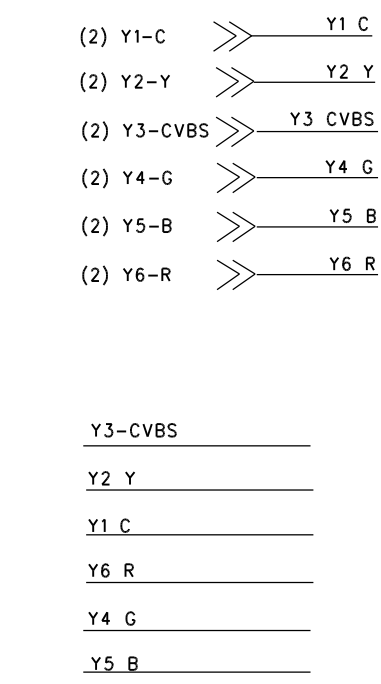 (2) Y1-C Y1 C
(2) Y2-Y Y2 Y
(2) Y3-CVBS Y3 CVBS
(2) Y4-G Y4 G
(2) Y5-B Y5 B
(2) Y6-R Y6 R
Y3-CVBS
Y2 Y
Y1 C
Y6 R
Y4 G
Y5 B